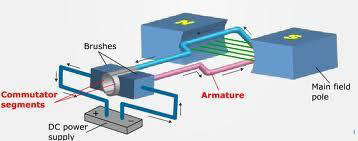 N
S
Brushes
Commutator
segments
Armature
Main field
pole
DC power
supply
+
-